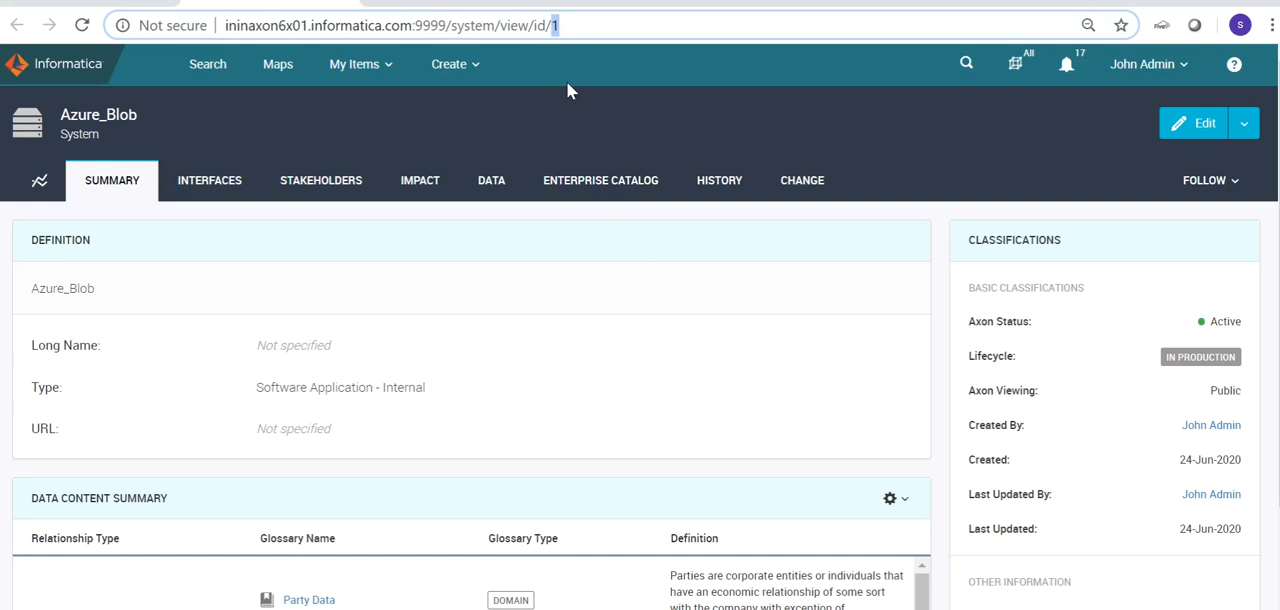 Not secure ininaxon6x01.informatica.com:9999/system/view/id/1 S
Informatica Search Maps My Items Create All 17 John Admin ?
Azure_Blob
System
Edit
SUMMARY INTERFACES STAKEHOLDERS IMPACT DATA ENTERPRISE CATALOG HISTORY CHANGE FOLLOW
DEFINITION
Azure_Blob
Long Name: Not specified
Type: Software Application - Internal
URL: Not specified
DATA CONTENT SUMMARY
Relationship Type Glossary Name Glossary Type Definition
Party Data DOMAIN
Parties are corporate entities or individuals that
have an economic relationship of some sort
with the company with exception of
CLASSIFICATIONS
BASIC CLASSIFICATIONS
Axon Status: Active
Lifecycle: IN PRODUCTION
Axon Viewing: Public
Created By: John Admin
Created: 24-Jun-2020
Last Updated By: John Admin
Last Updated: 24-Jun-2020
OTHER INFORMATION